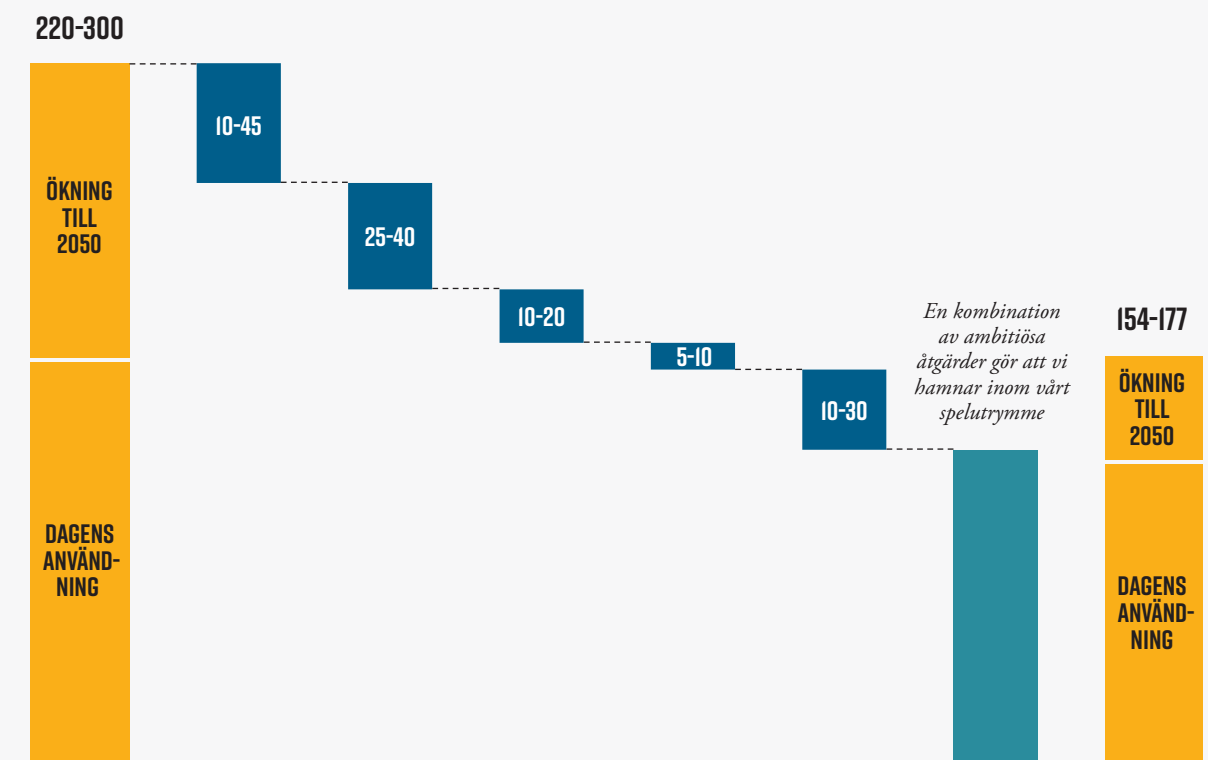 220-300
ÖKNING
TILL
2050
DAGENS
ANVÄND-
NING
10-45
25-40
10-20
5-10
10-30
En kombination
av ambitiösa
åtgärder gör att vi
hamnar inom vårt
spelutrymme
154-177
ÖKNING
TILL
2050
DAGENS
ANVÄND-
NING